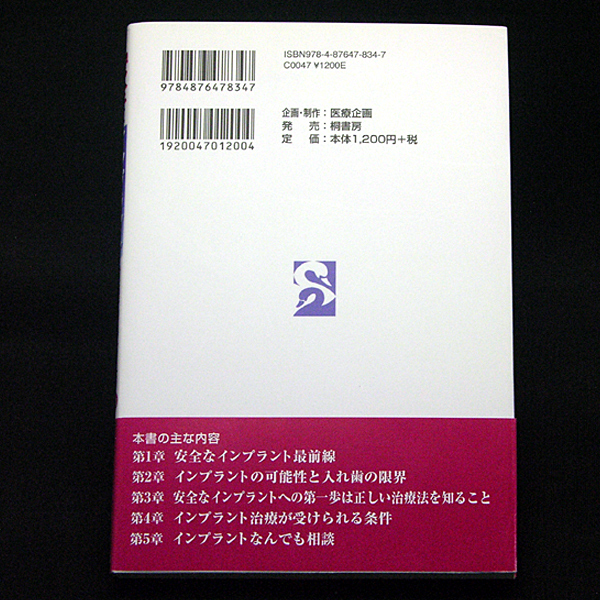 ISBN978-4-87647-834-7
C0047 ¥1200E
9784876478347
企画・制作：医療企画
発　売：桐書房
定　価：本体1,200円+税
1920047012004
本書の主な内容
第1章 安全なインプラント最前線
第2章 インプラントの可能性と入れ歯の限界
第3章 安全なインプラントへの第一歩は正しい治療法を知ること
第4章 インプラント治療が受けられる条件
第5章 インプラントなんでも相談